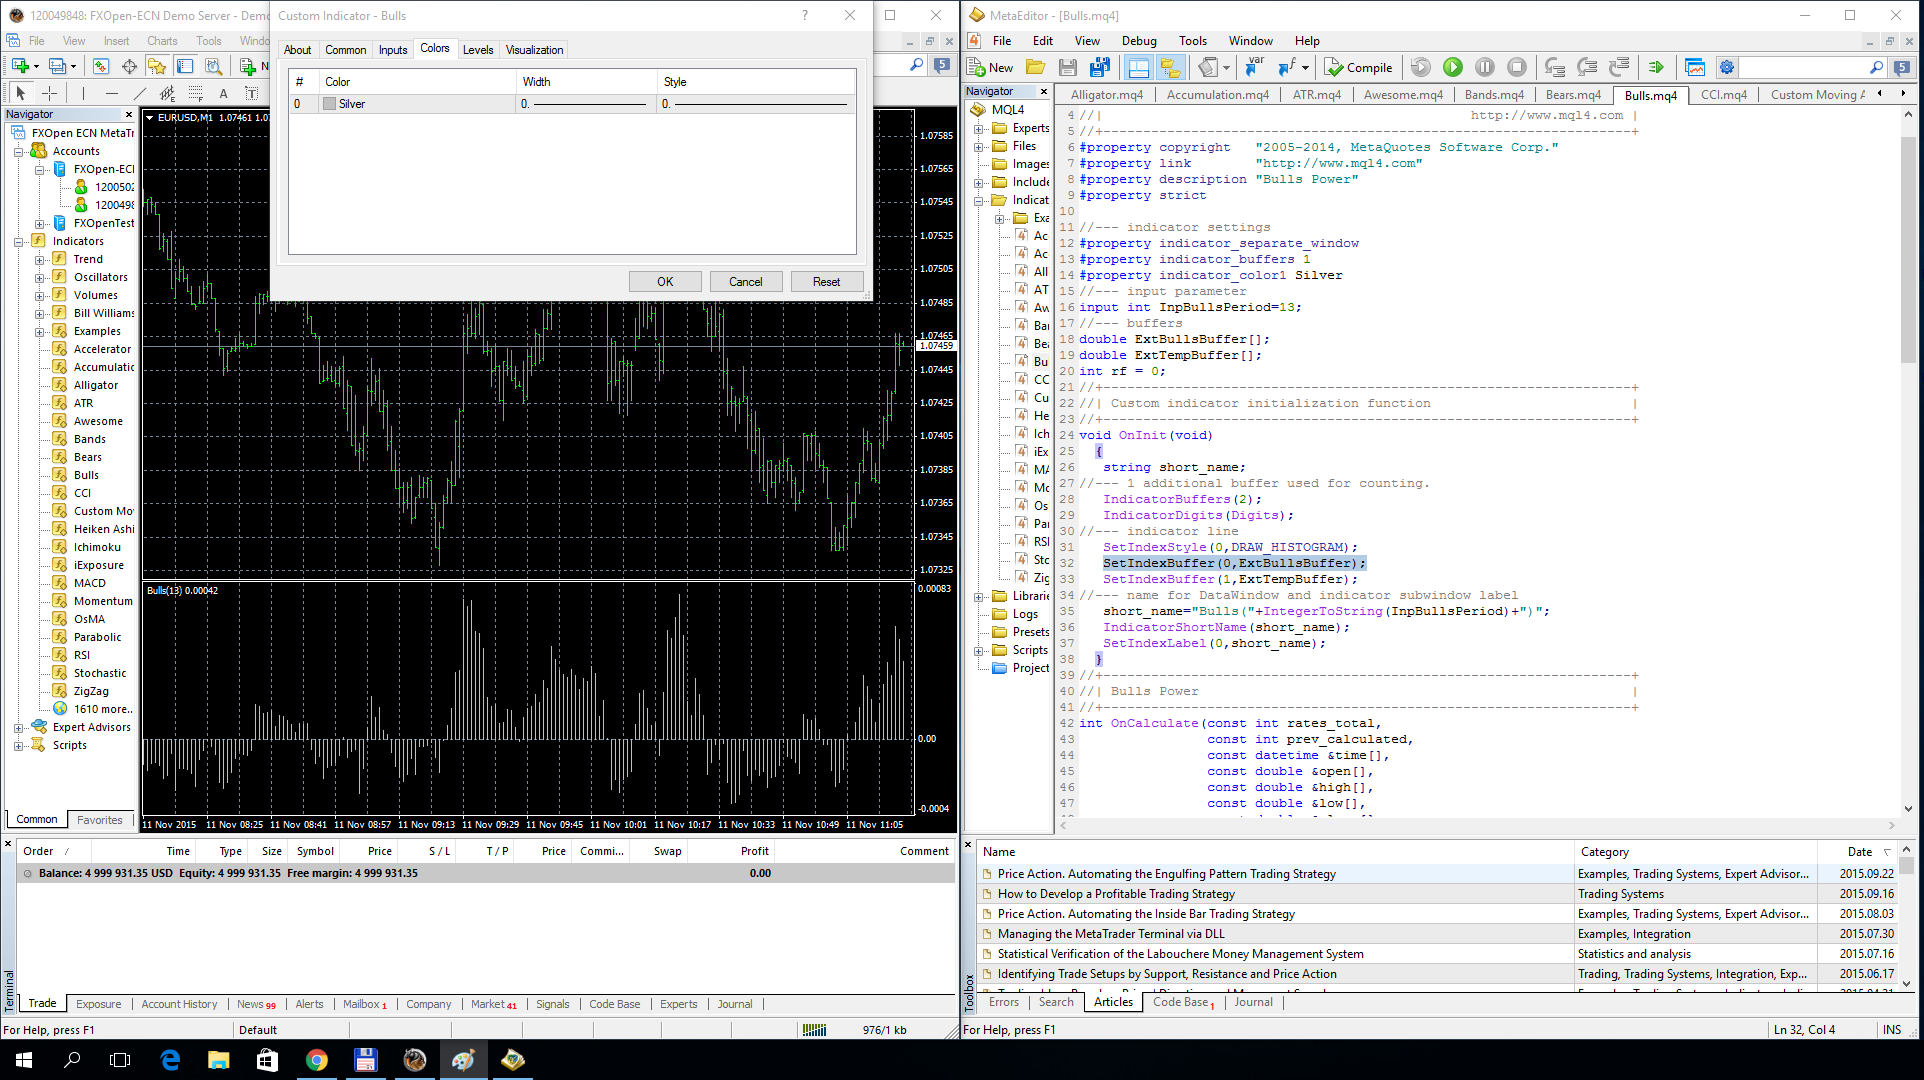 120049848: FXOpen-ECN Demo Server - Demo
File View Insert Charts Tools
Navigator
FXOpen ECN MetaTr
Accounts
FXOpen-ECN
1200502
1200498
FXOpenTest
Indicators
Trend
Oscillators
Volumes
Bill Williams
Examples
Accelerator
Accumulatic
Alligator
ATR
Awesome
Bands
Bears
Bulls
CCI
Custom Mo
Heiken Ashi
Ichimoku
iExposure
MACD
Momentum
OsMA
Parabolic
RSI
Stochastic
ZigZag
1610 more..
Expert Advisors
Scripts
Common Favorites
Custom Indicator - Bulls
?
About Common Inputs Colors Levels Visualization
# Color Width Style
0 Silver 0. 0.
OK Cancel Reset
5
EURUSD,M1 1.07461 1.07
1.07585
1.07565
1.07545
1.07525
1.07505
1.07485
1.07465
1.07459
1.07445
1.07425
1.07405
1.07385
1.07365
1.07345
1.07325
Bulls(13) 0.00042
0.00083
0.00
-0.0004
11 Nov 2015 11 Nov 08:25 11 Nov 08:41 11 Nov 08:57 11 Nov 09:13 11 Nov 09:29 11 Nov 09:45 11 Nov 10:01 11 Nov 10:17 11 Nov 10:33 11 Nov 10:49 11 Nov 11:05
Order / Time Type Size Symbol Price S / L T / P Price Commi... Swap Profit Comment
Balance: 4 999 931.35 USD Equity: 4 999 931.35 Free margin: 4 999 931.35 0.00
Terminal
Trade Exposure Account History News 99 Alerts Mailbox 1 Company Market 41 Signals Code Base Experts Journal
For Help, press F1 Default 976/1 kb
MetaEditor - [Bulls.mq4]
File Edit View Debug Tools Window Help
New var f Compile 5
Navigator
MQL4
Experts
Files
Images
Include
Indicat
Exa
Ac
Ac
All
AT
Aw
Bar
Bea
Bu
CC
Cu
He
Ich
iEx
MA
Mc
Os
Par
RSI
Sto
Zig
Librarie
Logs
Presets
Scripts
Project
Alligator.mq4 Accumulation.mq4 ATR.mq4 Awesome.mq4 Bands.mq4 Bears.mq4 Bulls.mq4 CCI.mq4 Custom Moving A
4 //| http://www.mql4.com |
5 //+------------------------------------------------------------------+
6 #property copyright "2005-2014, MetaQuotes Software Corp."
7 #property link "http://www.mql4.com"
8 #property description "Bulls Power"
9 #property strict
10
11 //--- indicator settings
12 #property indicator_separate_window
13 #property indicator_buffers 1
14 #property indicator_color1 Silver
15 //--- input parameter
16 input int InpBullsPeriod=13;
17 //--- buffers
18 double ExtBullsBuffer[];
19 double ExtTempBuffer[];
20 int rf = 0;
21 //+------------------------------------------------------------------+
22 //| Custom indicator initialization function |
23 //+------------------------------------------------------------------+
24 void OnInit(void)
25 {
26 string short_name;
27 //--- 1 additional buffer used for counting.
28 IndicatorBuffers(2);
29 IndicatorDigits(Digits);
30 //--- indicator line
31 SetIndexStyle(0,DRAW_HISTOGRAM);
32 SetIndexBuffer(0,ExtBullsBuffer);
33 SetIndexBuffer(1,ExtTempBuffer);
34 //--- name for DataWindow and indicator subwindow label
35 short_name="Bulls("+IntegerToString(InpBullsPeriod)+")";
36 IndicatorShortName(short_name);
37 SetIndexLabel(0,short_name);
38 }
39 //+------------------------------------------------------------------+
40 //| Bulls Power |
41 //+------------------------------------------------------------------+
42 int OnCalculate(const int rates_total,
43 const int prev_calculated,
44 const datetime &time[],
45 const double &open[],
46 const double &high[],
47 const double &low[],
Name Category Date
Price Action. Automating the Engulfing Pattern Trading Strategy Examples, Trading Systems, Expert Advisor... 2015.09.22
How to Develop a Profitable Trading Strategy Trading Systems 2015.09.16
Price Action. Automating the Inside Bar Trading Strategy Examples, Trading Systems, Expert Advisor... 2015.08.03
Managing the MetaTrader Terminal via DLL Examples, Integration 2015.07.30
Statistical Verification of the Labouchere Money Management System Statistics and analysis 2015.07.16
Identifying Trade Setups by Support, Resistance and Price Action Trading, Trading Systems, Integration, Exp... 2015.06.17
Toolbox
Errors Search Articles Code Base 1 Journal
For Help, press F1 Ln 32, Col 4 INS